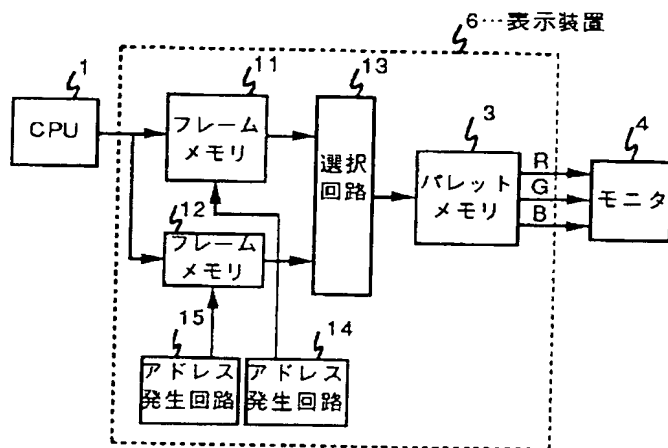 6…表示装置
1
CPU
11
フレーム
メモリ
13
選択
回路
3
パレット
メモリ
R
G
B
4
モニタ
12
フレーム
メモリ
15
アドレス
発生回路
14
アドレス
発生回路